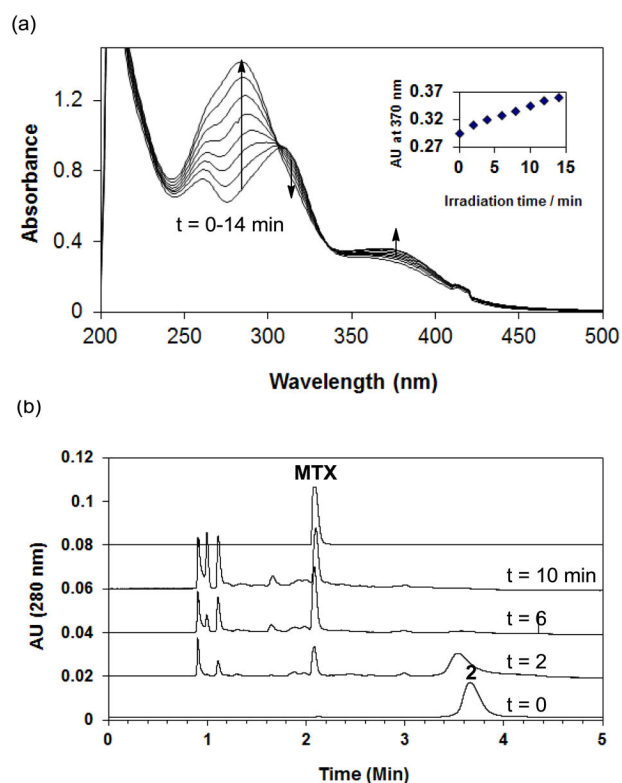 (a)
1.2
0.8
0.4
0
Absorbance
t = 0-14 min
200 250 300 350 400 450 500
Wavelength (nm)
AU at 370 nm
0.37
0.32
0.27
0 5 10 15
Irradiation time / min
(b)
0.12
0.1
0.08
0.06
0.04
0.02
0
AU (280 nm)
MTX
t = 10 min
t = 6
t = 2
2
t = 0
0 1 2 3 4 5
Time (Min)